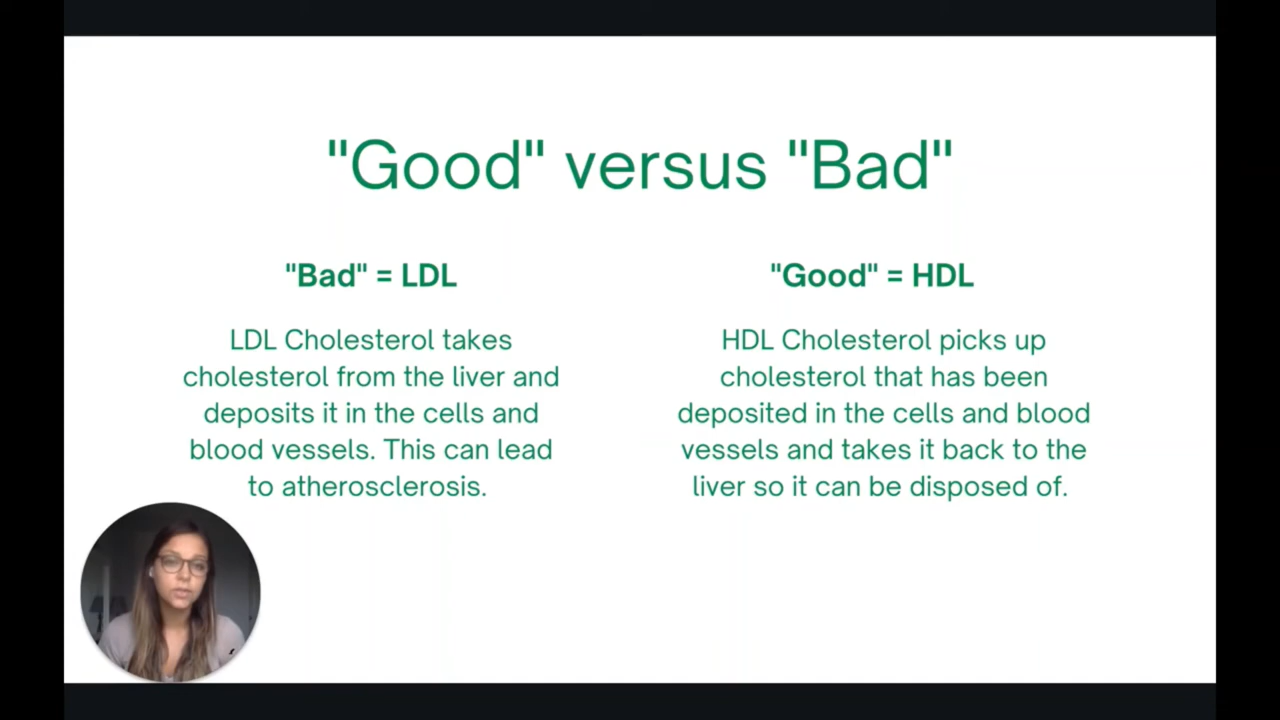 "Good" versus "Bad"
"Bad" = LDL
LDL Cholesterol takes
cholesterol from the liver and
deposits it in the cells and
blood vessels. This can lead
to atherosclerosis.
"Good" = HDL
HDL Cholesterol picks up
cholesterol that has been
deposited in the cells and blood
vessels and takes it back to the
liver so it can be disposed of.